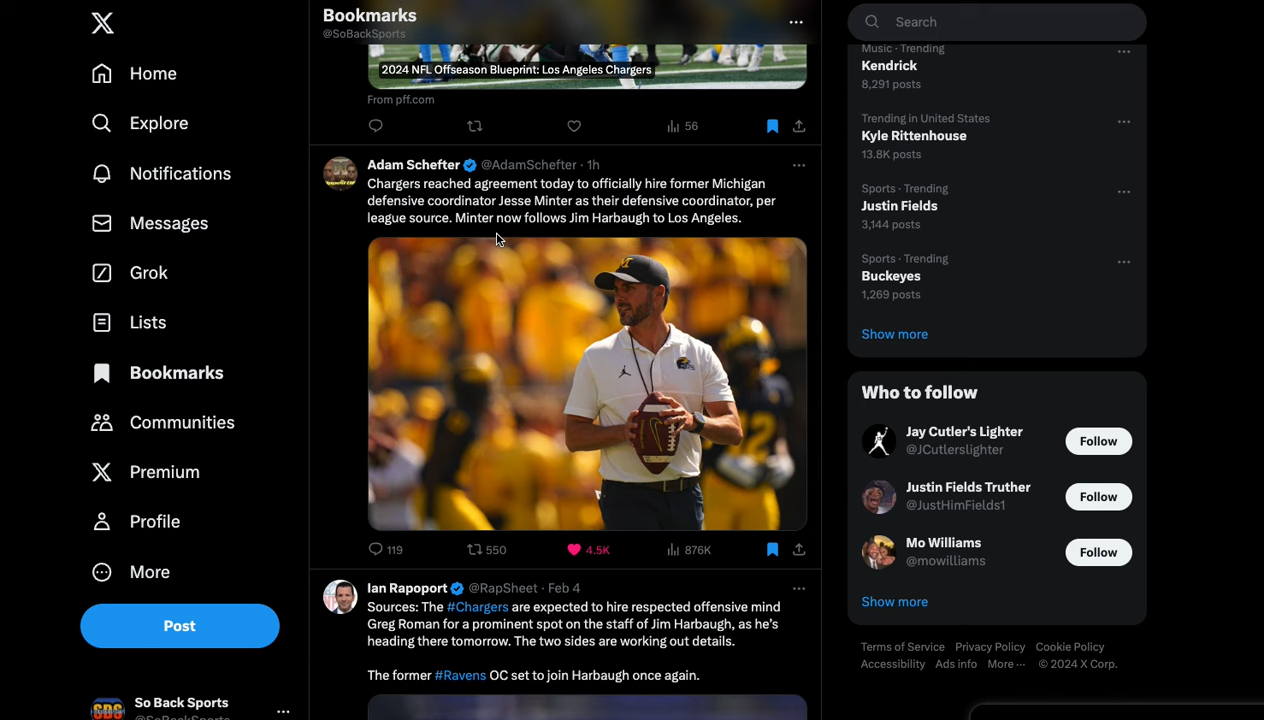 Home
Explore
Notifications
Messages
Grok
Lists
Bookmarks
Communities
Premium
Profile
More
Post
So Back Sports
@SoBackSports
Bookmarks
@SoBackSports
2024 NFL Offseason Blueprint: Los Angeles Chargers
From pff.com
56
Adam Schefter @AdamSchefter · 1h
Chargers reached agreement today to officially hire former Michigan
defensive coordinator Jesse Minter as their defensive coordinator, per
league source. Minter now follows Jim Harbaugh to Los Angeles.
119 550 4.5K 876K
Ian Rapoport @RapSheet · Feb 4
Sources: The #Chargers are expected to hire respected offensive mind
Greg Roman for a prominent spot on the staff of Jim Harbaugh, as he's
heading there tomorrow. The two sides are working out details.
The former #Ravens OC set to join Harbaugh once again.
Search
Music · Trending
Kendrick
8,291 posts
Trending in United States
Kyle Rittenhouse
13.8K posts
Sports · Trending
Justin Fields
3,144 posts
Sports · Trending
Buckeyes
1,269 posts
Show more
Who to follow
Jay Cutler's Lighter
@JCutlerslighter
Follow
Justin Fields Truther
@JustHimFields1
Follow
Mo Williams
@mowilliams
Follow
Show more
Terms of Service Privacy Policy Cookie Policy
Accessibility Ads info More ··· © 2024 X Corp.